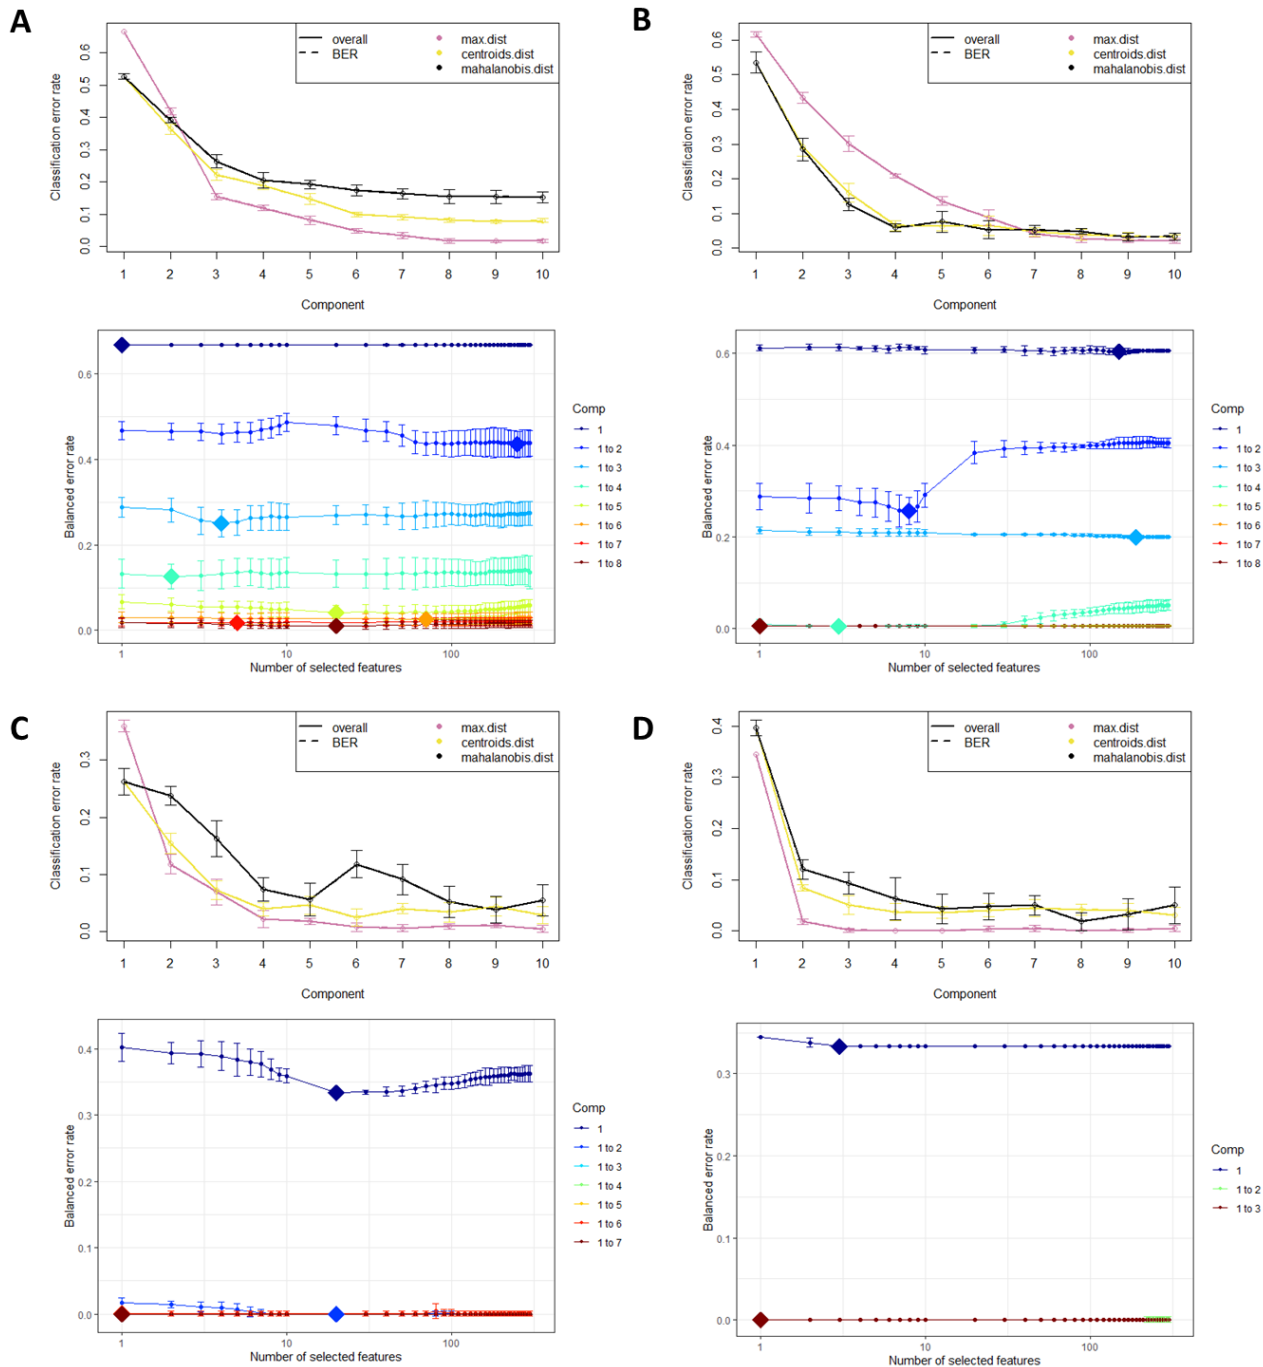 A
Classification error rate
0.6
0.5
0.4
0.3
0.2
0.1
0.0
overall
BER
max.dist
centroids.dist
mahalanobis.dist
1 2 3 4 5 6 7 8 9 10
Component
Balanced error rate
0.6
0.4
0.2
0.0
1 10 100
Number of selected features
Comp
1
1 to 2
1 to 3
1 to 4
1 to 5
1 to 6
1 to 7
1 to 8
B
Classification error rate
0.6
0.5
0.4
0.3
0.2
0.1
0.0
overall
BER
max.dist
centroids.dist
mahalanobis.dist
1 2 3 4 5 6 7 8 9 10
Component
Balanced error rate
0.6
0.4
0.2
0.0
1 10 100
Number of selected features
Comp
1
1 to 2
1 to 3
1 to 4
1 to 5
1 to 6
1 to 7
1 to 8
C
Classification error rate
0.3
0.2
0.1
0.0
overall
BER
max.dist
centroids.dist
mahalanobis.dist
1 2 3 4 5 6 7 8 9 10
Component
Balanced error rate
0.4
0.3
0.2
0.1
0.0
1 10 100
Number of selected features
Comp
1
1 to 2
1 to 3
1 to 4
1 to 5
1 to 6
1 to 7
D
Classification error rate
0.4
0.3
0.2
0.1
0.0
overall
BER
max.dist
centroids.dist
mahalanobis.dist
1 2 3 4 5 6 7 8 9 10
Component
Balanced error rate
0.3
0.2
0.1
0.0
1 10 100
Number of selected features
Comp
1
1 to 2
1 to 3